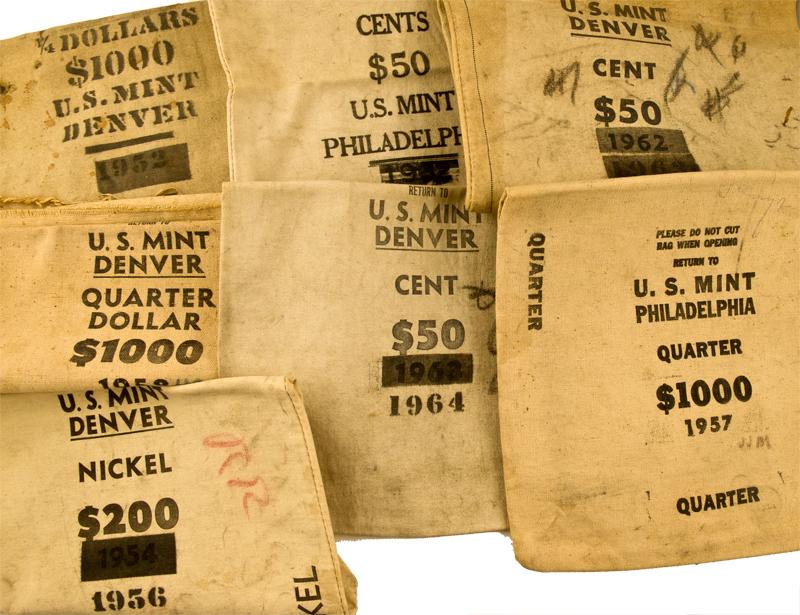 ¼ DOLLARS
$1000
U.S. MINT
DENVER
1952
CENTS
$50
U.S. MINT
PHILADELPH
U.S. MINT
DENVER
CENT
$50
1962
U. S. MINT
DENVER
QUARTER
DOLLAR
$1000
RETURN TO
U.S. MINT
DENVER
CENT
$50
1963
1964
QUARTER
PLEASE DO NOT CUT
BAG WHEN OPENING
RETURN TO
U. S. MINT
PHILADELPHIA
QUARTER
$1000
1957
QUARTER
U.S. MINT
DENVER
NICKEL
$200
1954
1956
KEL